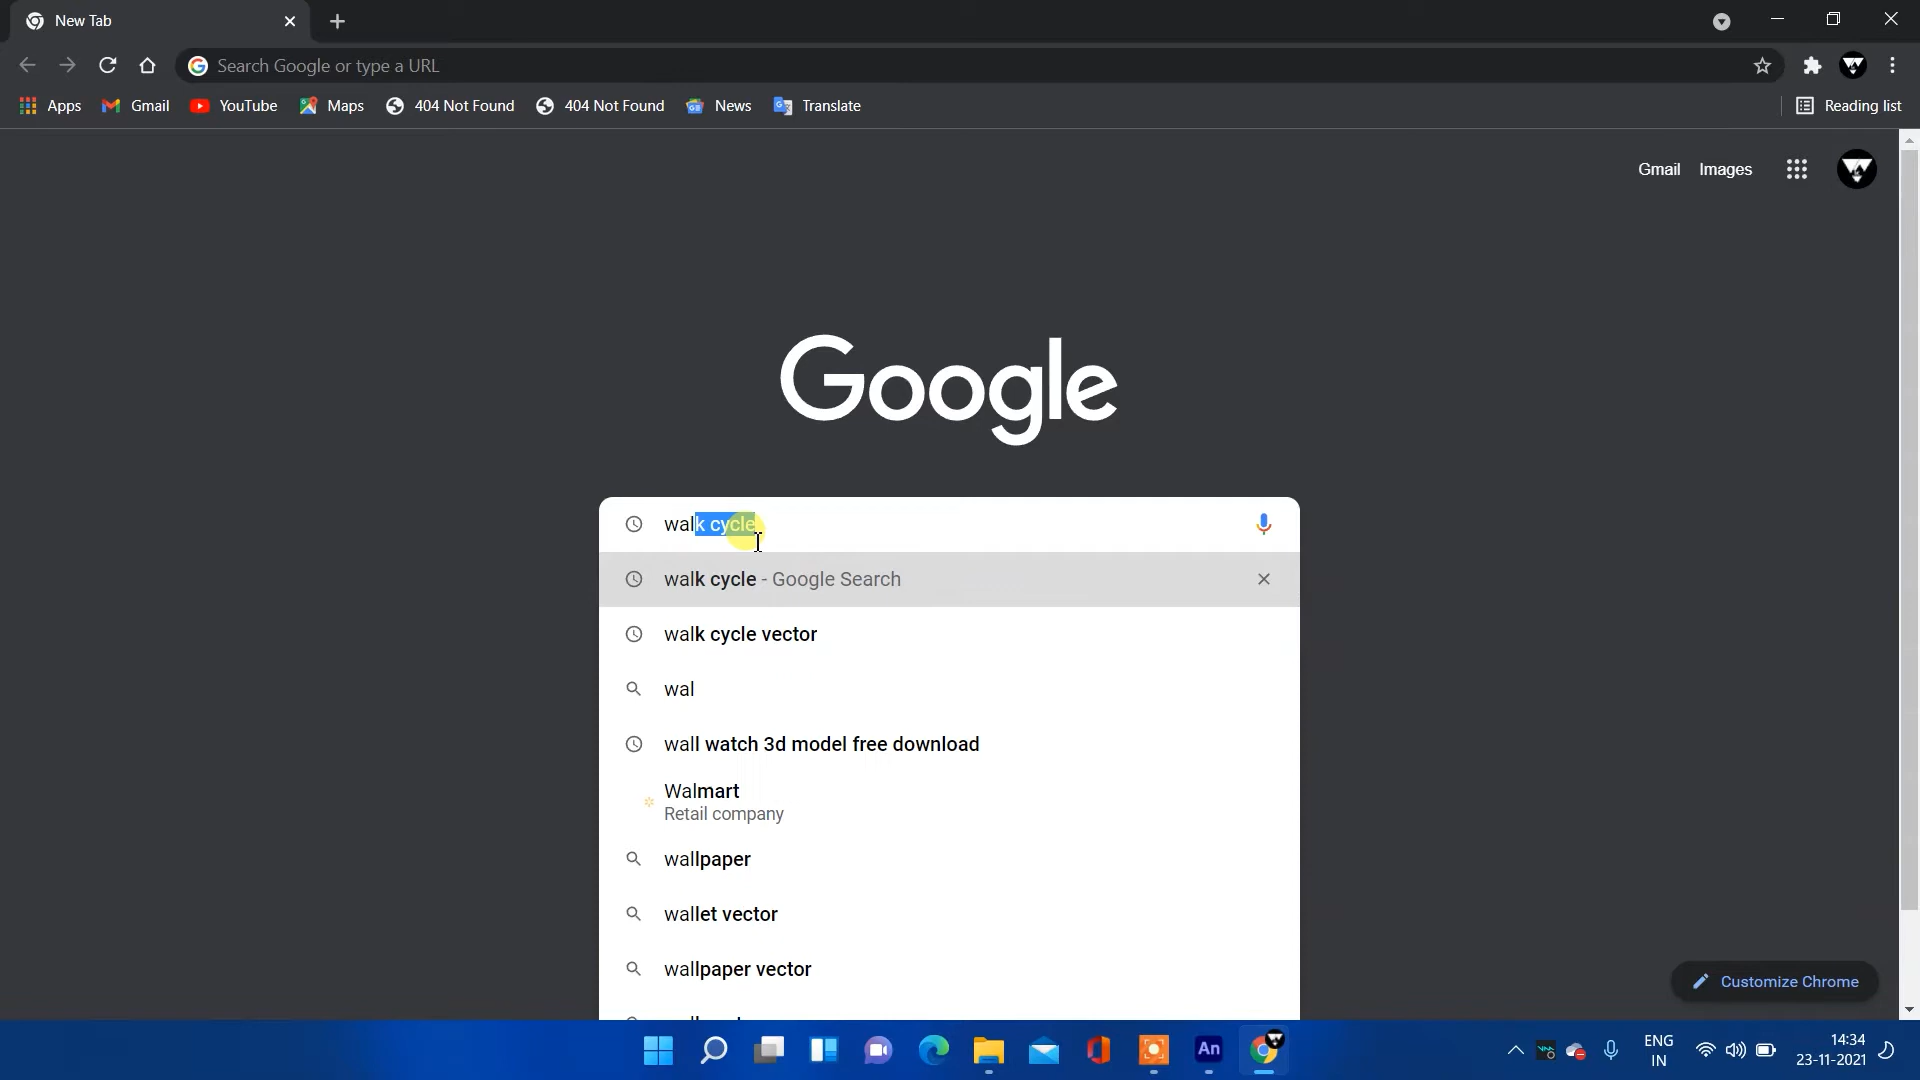 New Tab
Search Google or type a URL
Apps
Gmail
YouTube
Maps
404 Not Found
404 Not Found
News
Translate
Reading list
Gmail
Images
Google
walk cycle
walk cycle - Google Search
walk cycle vector
wal
wall watch 3d model free download
Walmart
Retail company
wallpaper
wallet vector
wallpaper vector
Customize Chrome
An
ENG
IN
14:34
23-11-2021